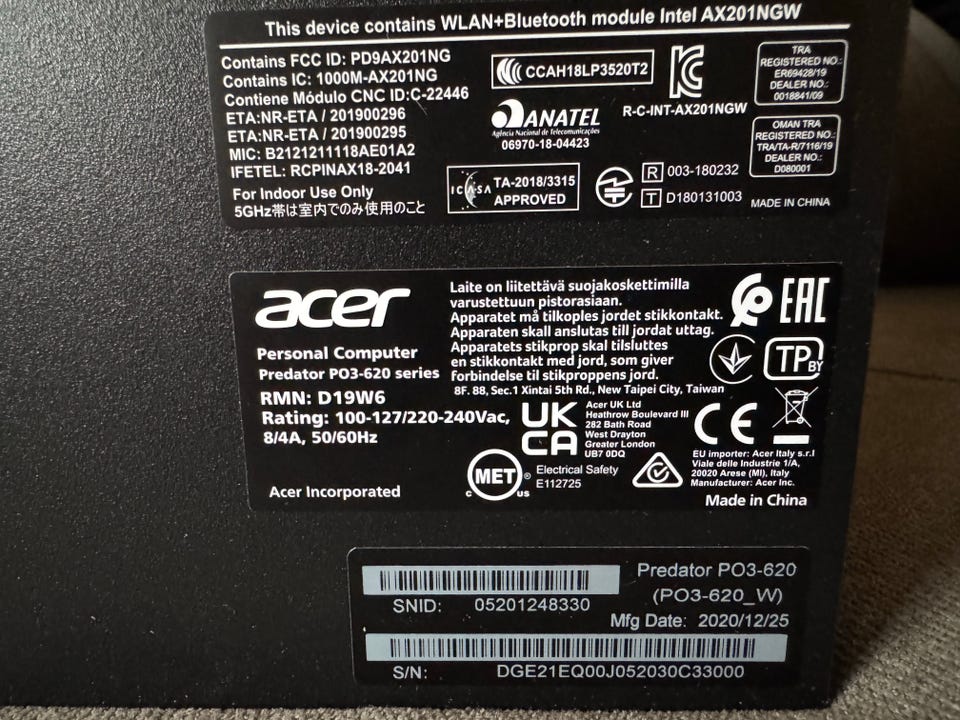 This device contains WLAN+Bluetooth module Intel AX201NGW
Contains FCC ID: PD9AX201NG
Contains IC: 1000M-AX201NG
Contiene Módulo CNC ID:C-22446
ETA:NR-ETA / 201900296
ETA:NR-ETA / 201900295
MIC: B2121211118AE01A2
IFETEL: RCPINAX18-2041
For Indoor Use Only
5GHz帯は室内でのみ使用のこと
CCAH18LP3520T2
ANATEL
Agência Nacional de Telecomunicações
06970-18-04423
R-C-INT-AX201NGW
ICASA TA-2018/3315
APPROVED
R 003-180232
T D180131003
TRA
REGISTERED NO.:
ER69428/19
DEALER NO.:
0018841/09
OMAN TRA
REGISTERED NO.:
TRA/TA-R/7116/19
DEALER NO.:
D080001
MADE IN CHINA
acer
Personal Computer
Predator PO3-620 series
RMN: D19W6
Rating: 100-127/220-240Vac,
8/4A, 50/60Hz
Acer Incorporated
Laite on liitettävä suojakoskettimilla
varustettuun pistorasiaan.
Apparatet må tilkoples jordet stikkontakt.
Apparaten skall anslutas till jordat uttag.
Apparatets stikprop skal tilsluttes
en stikkontakt med jord, som giver
forbindelse til stikproppens jord.
8F. 88, Sec.1 Xintai 5th Rd., New Taipei City, Taiwan
UK
CA
Acer UK Ltd
Heathrow Boulevard III
282 Bath Road
West Drayton
Greater London
UB7 0DQ
MET
C US
Electrical Safety
E112725
EAC
TP BY
CE
EU importer: Acer Italy s.r.l
Viale delle Industrie 1/A,
20020 Arese (MI), Italy
Manufacturer: Acer Inc.
Made in China
SNID: 05201248330
Predator PO3-620
(PO3-620_W)
Mfg Date: 2020/12/25
S/N: DGE21EQ00J052030C33000